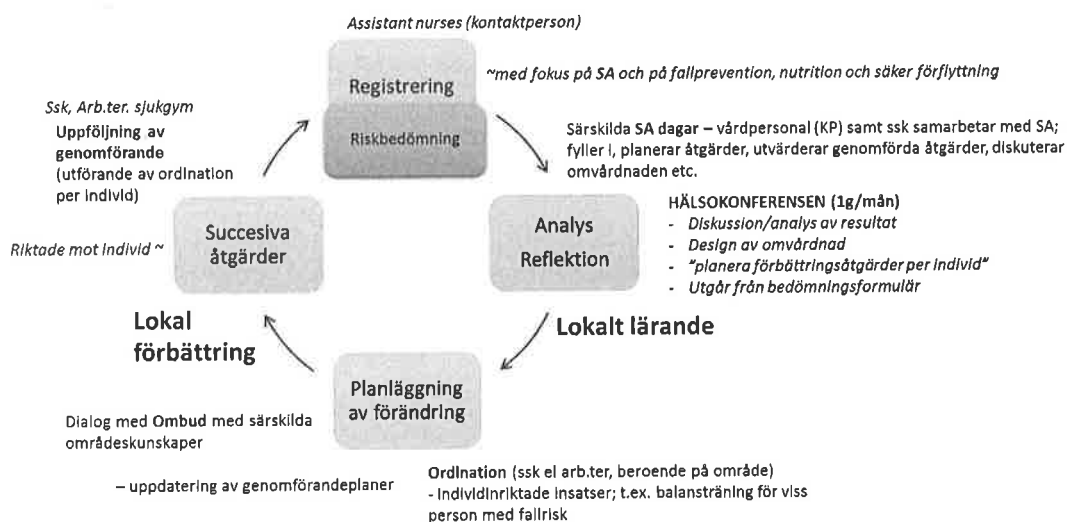 Assistant nurses (kontaktperson)
Registrering
Riskbedömning
~med fokus på SA och på fallprevention, nutrition och säker förflyttning
Ssk, Arb.ter. sjukgym
Uppföljning av
genomförande
(utförande av ordination
per individ)
Särskilda SA dagar – vårdpersonal (KP) samt ssk samarbetar med SA;
fyller i, planerar åtgärder, utvärderar genomförda åtgärder, diskuterar
omvårdnaden etc.
HÄLSOKONFERENSEN (1g/mån)
- Diskussion/analys av resultat
- Design av omvårdnad
- "planera förbättringsåtgärder per individ"
- Utgår från bedömningsformulär
Analys
Reflektion
Succesiva
åtgärder
Riktade mot individ ~
Lokal
förbättring
Lokalt lärande
Planläggning
av förändring
Dialog med Ombud med särskilda
områdeskunskaper
– uppdatering av genomförandeplaner
Ordination (ssk el arb.ter, beroende på område)
- individinriktade insatser; t.ex. balansträning för viss
person med fallrisk